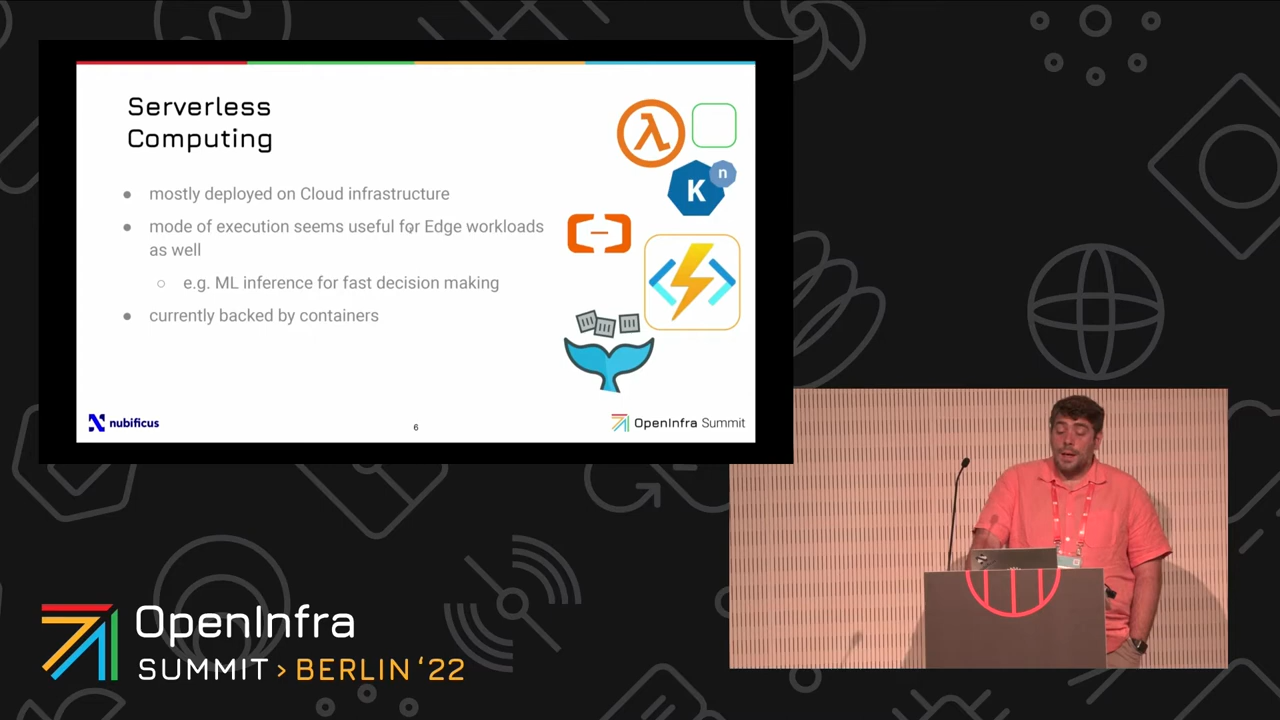 Serverless
Computing
● mostly deployed on Cloud infrastructure
● mode of execution seems useful for Edge workloads
as well
○ e.g. ML inference for fast decision making
● currently backed by containers
λ
K
n
nubificus
6
OpenInfra Summit
OpenInfra
SUMMIT > BERLIN ‘22